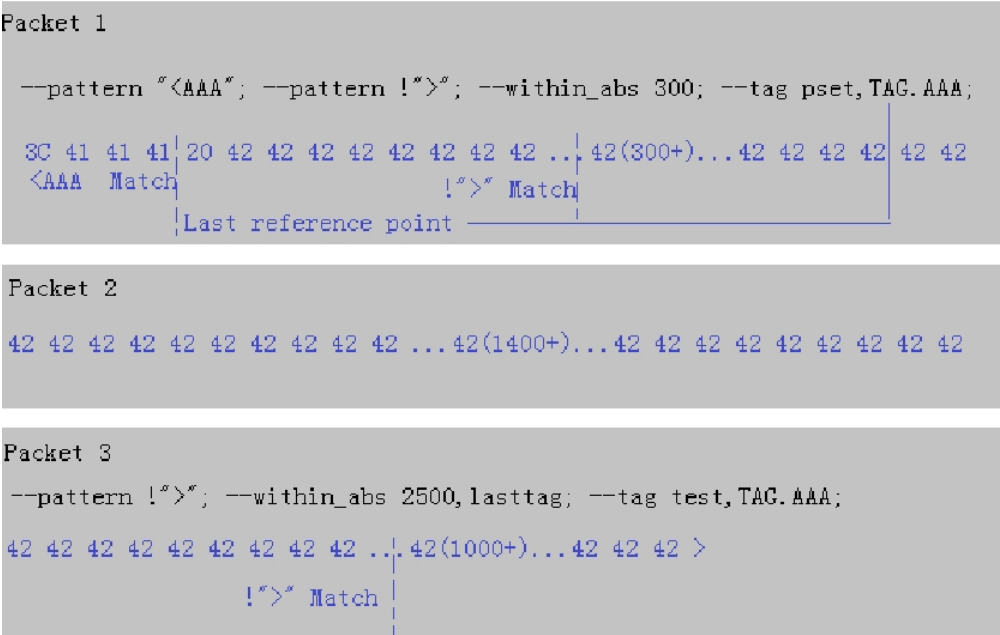 Packet 1
--pattern "<AAA"; --pattern !">"; --within_abs 300; --tag pset,TAG.AAA;
3C 41 41 41 20 42 42 42 42 42 42 42 42 ... 42(300+)...42 42 42 42 42 42
<AAA Match
!">" Match
Last reference point
Packet 2
42 42 42 42 42 42 42 42 42 42 ...42(1400+)...42 42 42 42 42 42 42 42 42
Packet 3
--pattern !">"; --within_abs 2500,lasttag; --tag test,TAG.AAA;
42 42 42 42 42 42 42 42 42 ... 42(1000+)...42 42 42 >
!">" Match